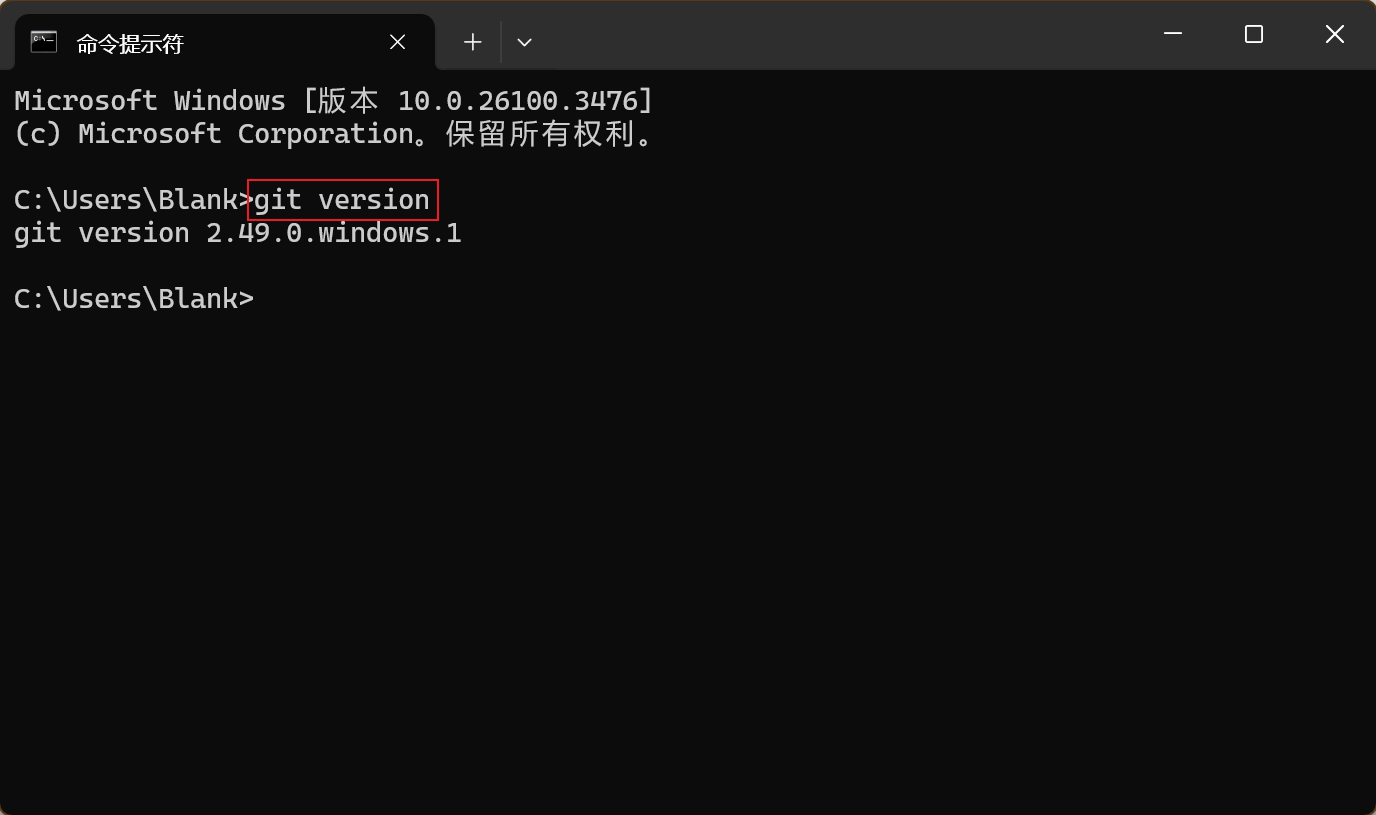 命令提示符
Microsoft Windows [版本 10.0.26100.3476]
(c) Microsoft Corporation。保留所有权利。
C:\Users\Blank>git version
git version 2.49.0.windows.1
C:\Users\Blank>